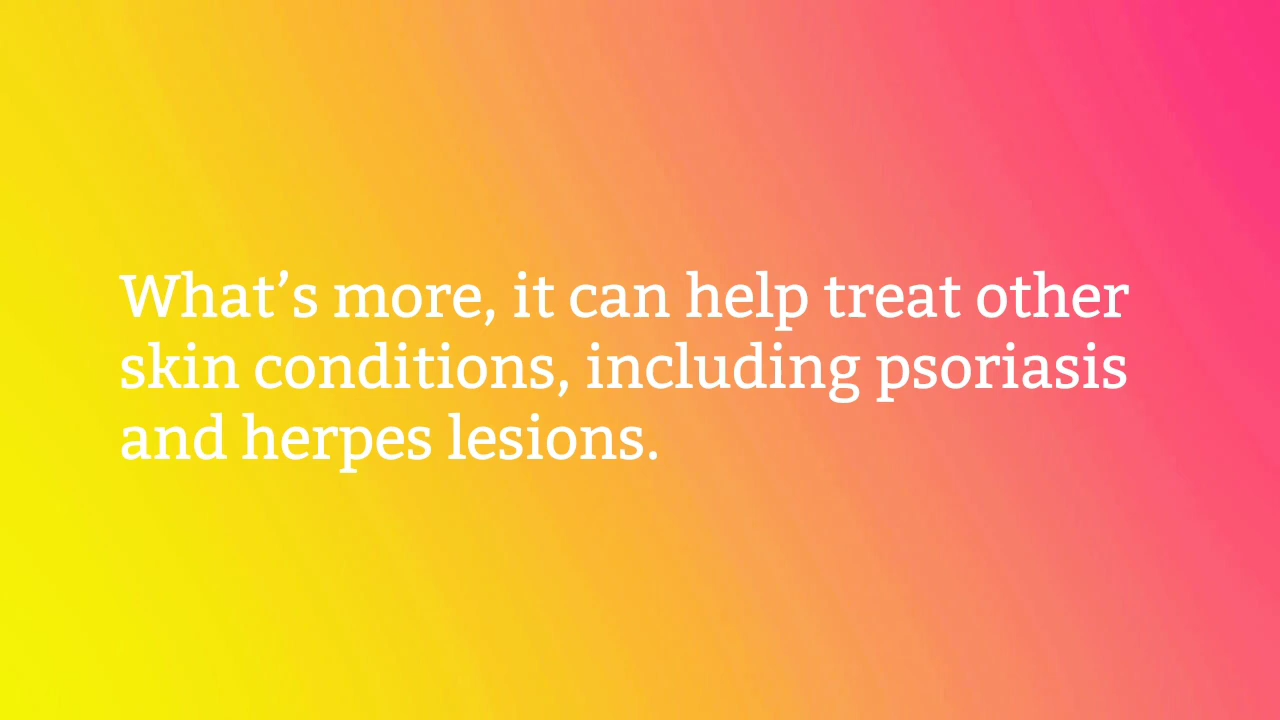 What’s more, it can help treat other
skin conditions, including psoriasis
and herpes lesions.